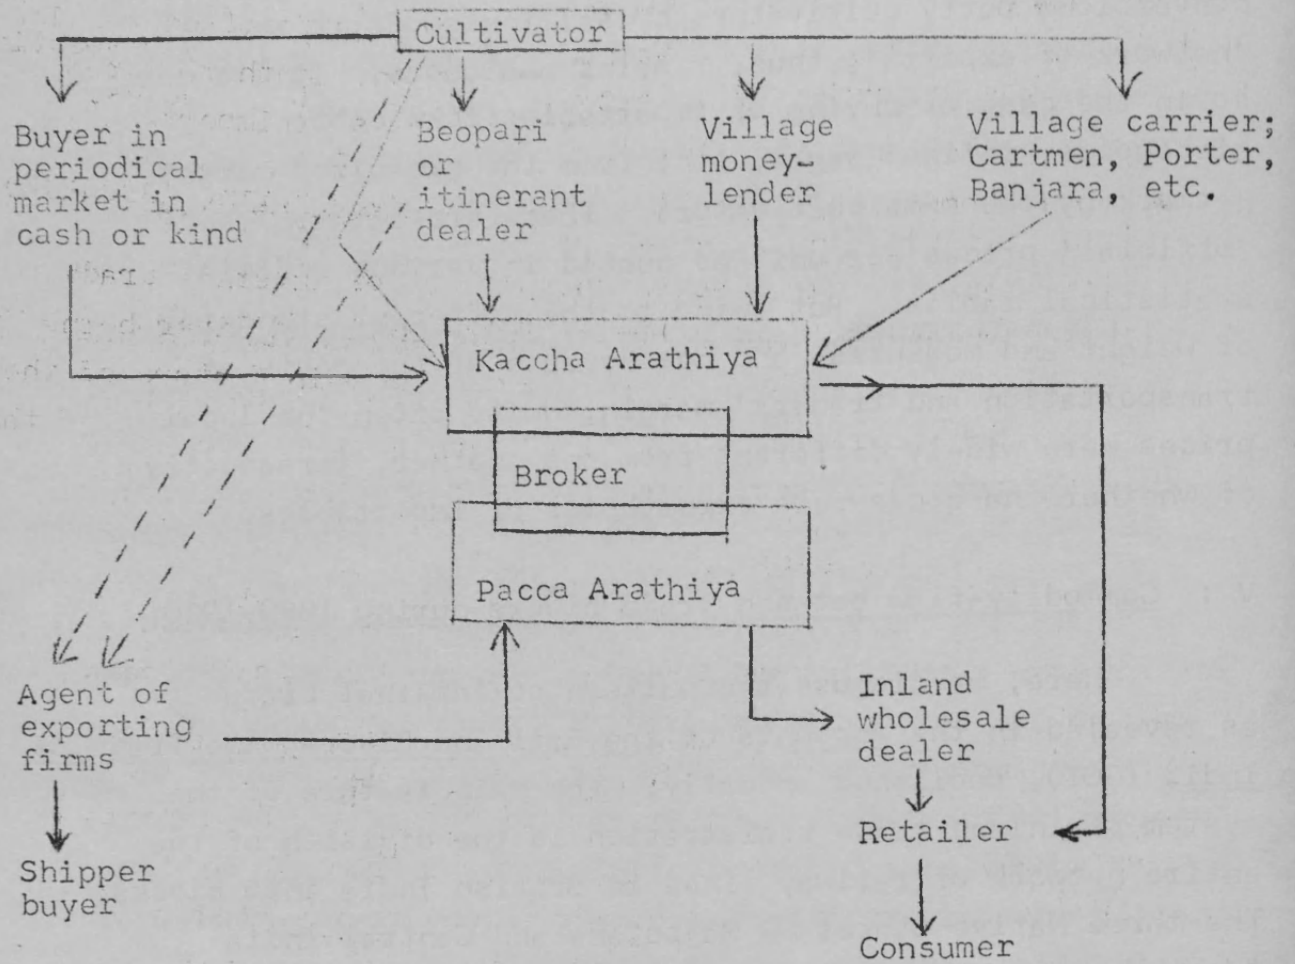 Cultivator
Buyer in
periodical
market in
cash or kind
Beopari
or
itinerant
dealer
Village
money-
lender
Village carrier;
Cartmen, Porter,
Banjara, etc.
Kaccha Arathiya
Broker
Pacca Arathiya
Agent of
exporting
firms
Inland
wholesale
dealer
Retailer
Shipper
buyer
Consumer